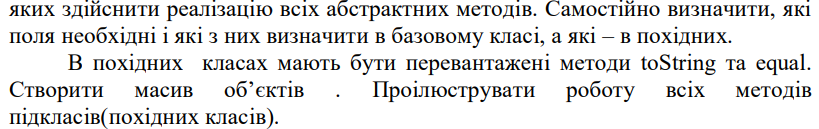 яких здійснити реалізацію всіх абстрактних методів. Самостійно визначити, які
поля необхідні і які з них визначити в базовому класі, а які – в похідних.
В похідних класах мають бути перевантажені методи toString та equal.
Створити масив об’єктів . Проілюструвати роботу всіх методів
підкласів(похідних класів).